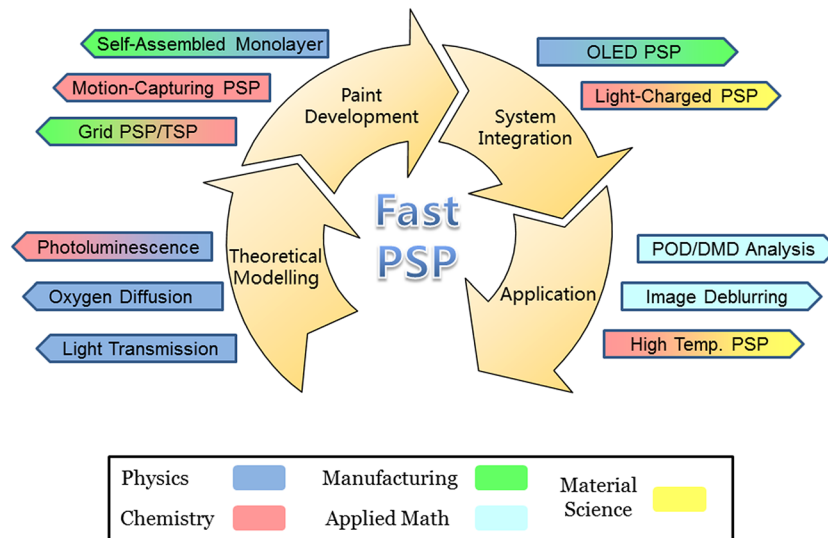 Self-Assembled Monolayer
Motion-Capturing PSP
Grid PSP/TSP
Paint
Development
OLED PSP
Light-Charged PSP
System
Integration
Fast
PSP
Photoluminescence
Oxygen Diffusion
Light Transmission
Theoretical
Modelling
Application
POD/DMD Analysis
Image Deblurring
High Temp. PSP
Physics
Manufacturing
Material
Science
Chemistry
Applied Math